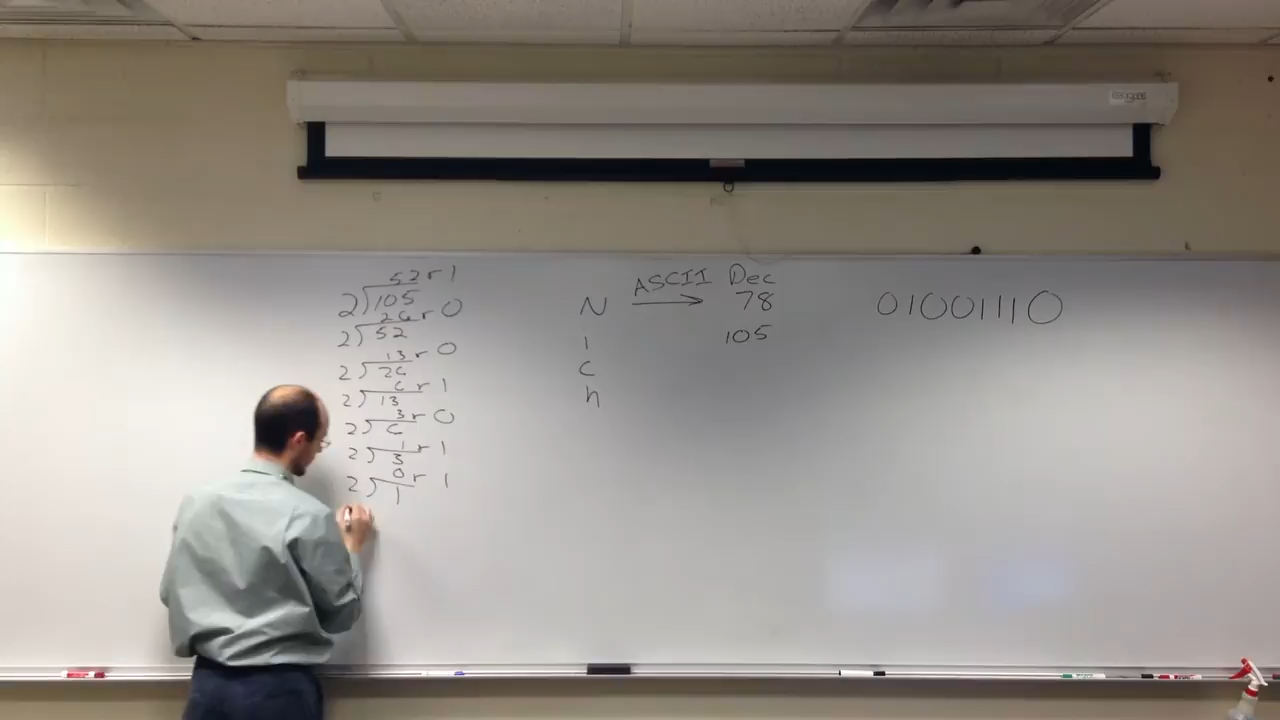 52 r 1
2)105
26 r 0
2)52
13 r 0
2)26
6 r 1
2)13
3 r 0
2)6
1 r 1
2)3
0 r 1
2)1
ASCII Dec
N → 78 01001110
i 105
c
h